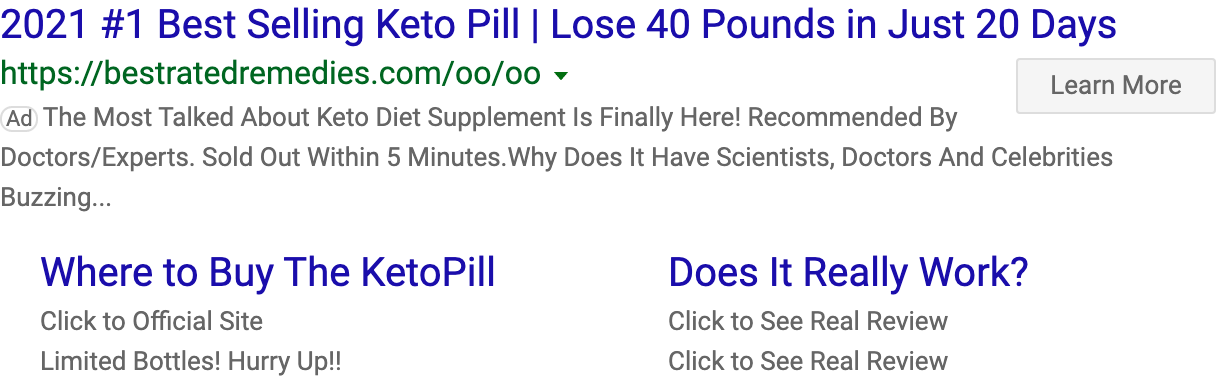 2021 #1 Best Selling Keto Pill | Lose 40 Pounds in Just 20 Days
https://bestratedremedies.com/oo/oo
Learn More
Ad The Most Talked About Keto Diet Supplement Is Finally Here! Recommended By
Doctors/Experts. Sold Out Within 5 Minutes.Why Does It Have Scientists, Doctors And Celebrities
Buzzing...
Where to Buy The KetoPill
Click to Official Site
Limited Bottles! Hurry Up!!
Does It Really Work?
Click to See Real Review
Click to See Real Review